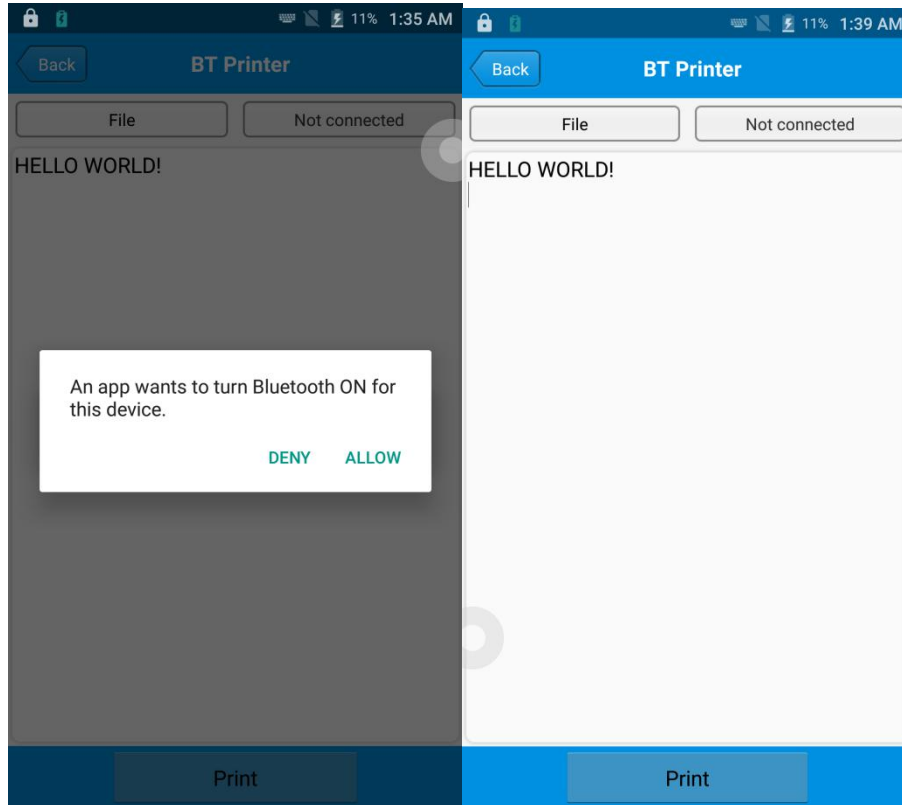 11% 1:35 AM
Back
BT Printer
File
Not connected
HELLO WORLD!
An app wants to turn Bluetooth ON for
this device.
DENY ALLOW
Print
11% 1:39 AM
Back
BT Printer
File
Not connected
HELLO WORLD!
Print